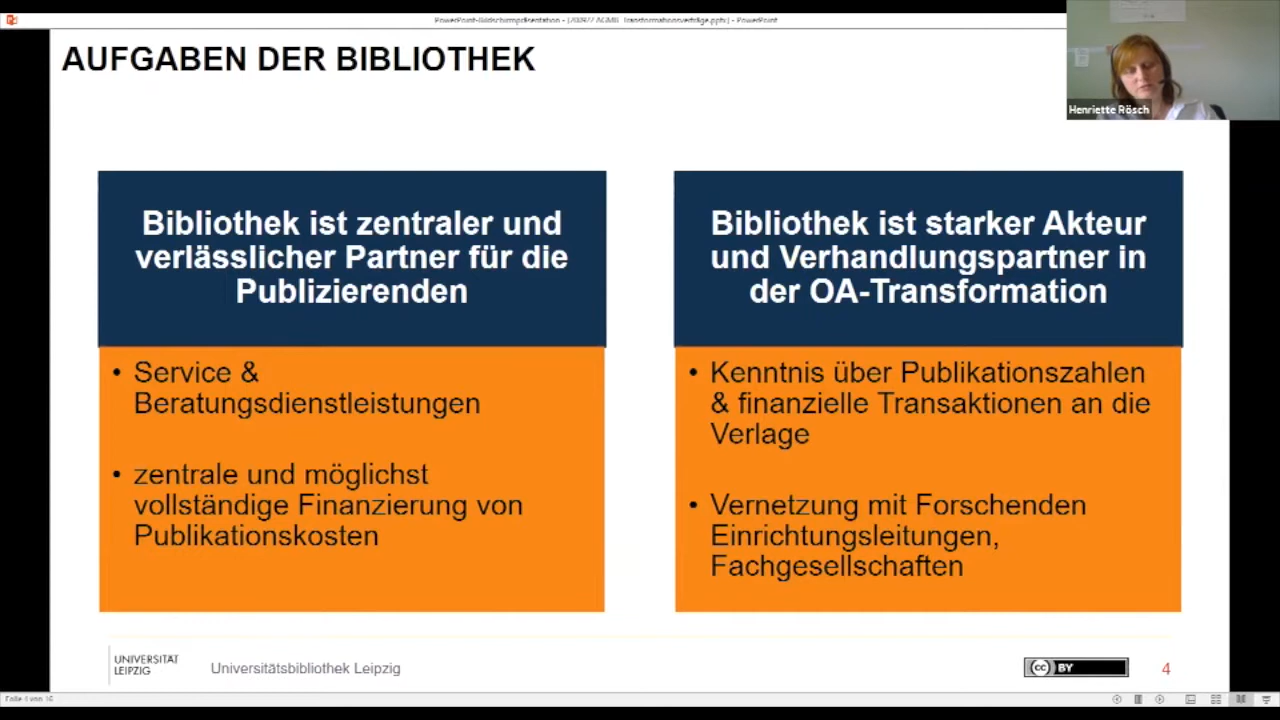 AUFGABEN DER BIBLIOTHEK
Henriette Rösch
Bibliothek ist zentraler und
verlässlicher Partner für die
Publizierenden
• Service &
Beratungsdienstleistungen
• zentrale und möglichst
vollständige Finanzierung von
Publikationskosten
Bibliothek ist starker Akteur
und Verhandlungspartner in
der OA-Transformation
• Kenntnis über Publikationszahlen
& finanzielle Transaktionen an die
Verlage
• Vernetzung mit Forschenden
Einrichtungsleitungen,
Fachgesellschaften
UNIVERSITÄT
LEIPZIG
Universitätsbibliothek Leipzig
cc BY
4